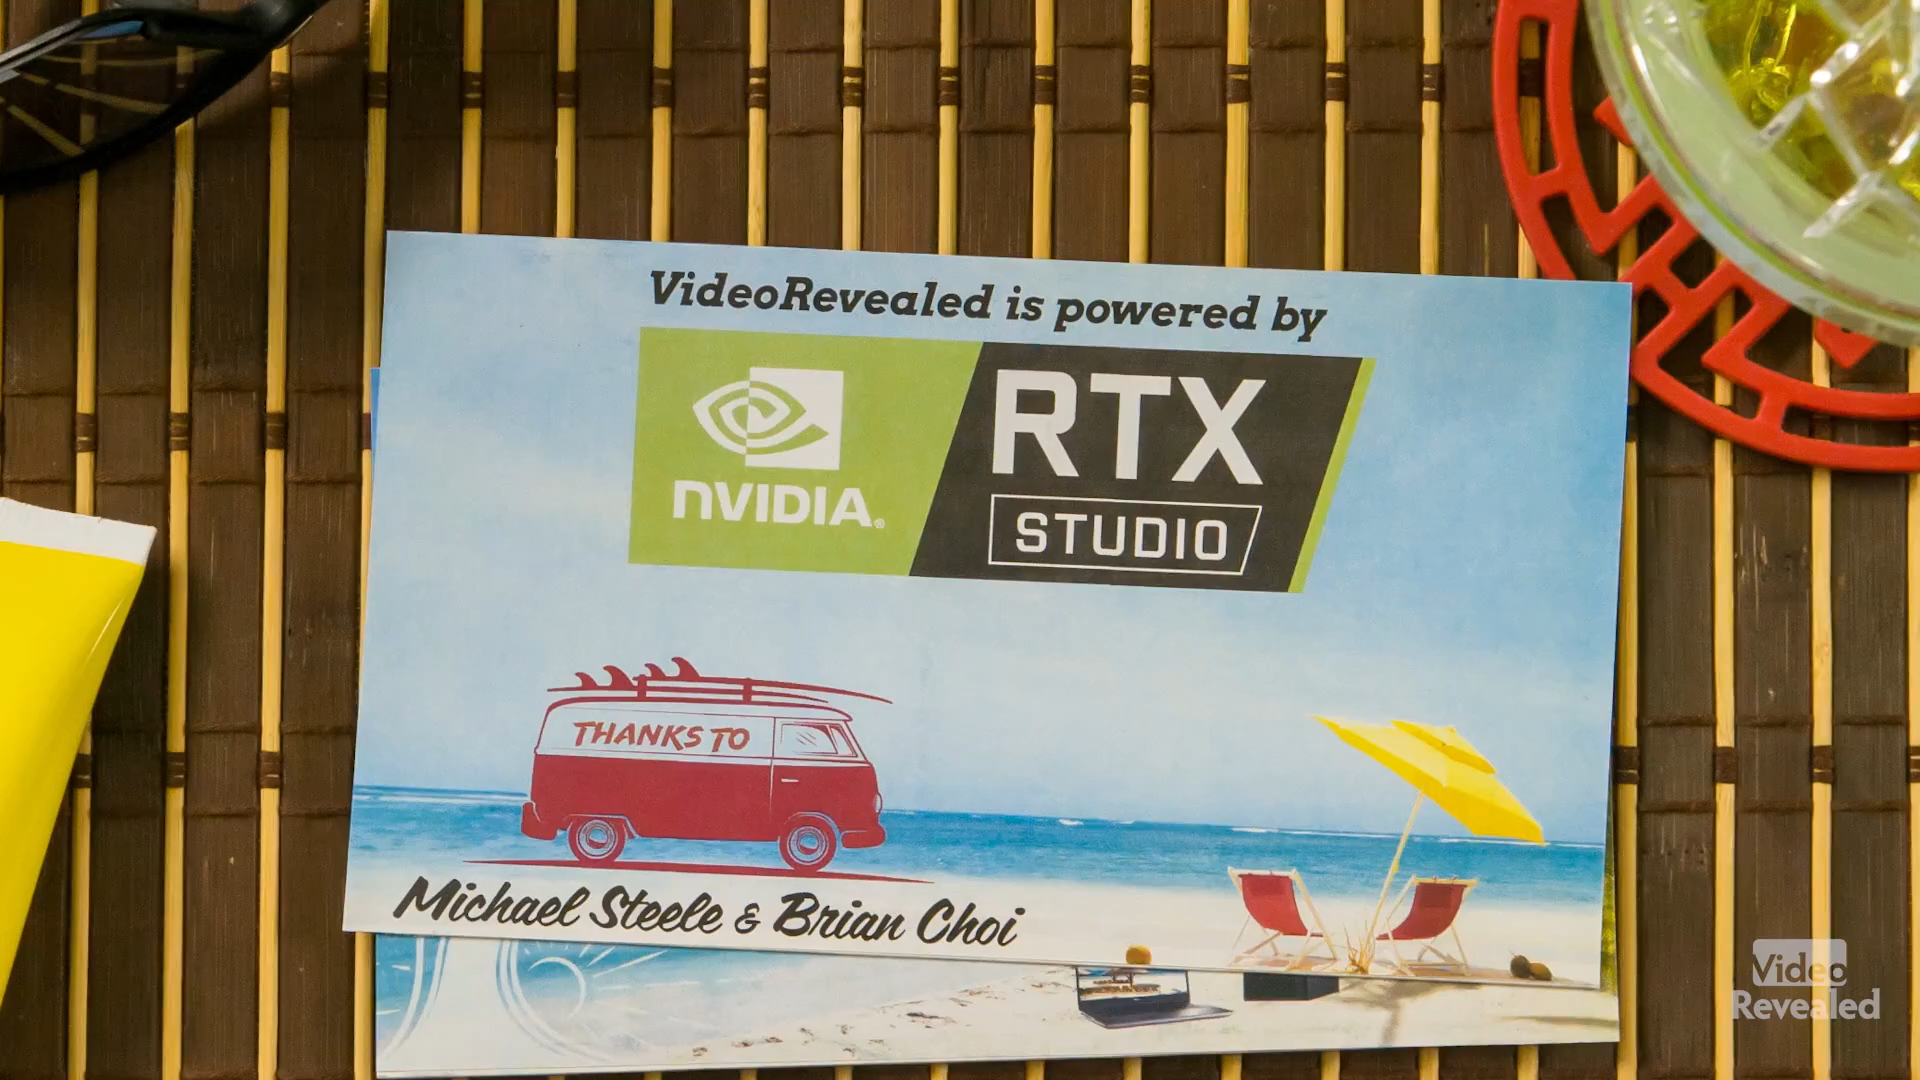 VideoRevealed is powered by
NVIDIA®
RTX
STUDIO
THANKS TO
Michael Steele & Brian Choi
Video
Revealed